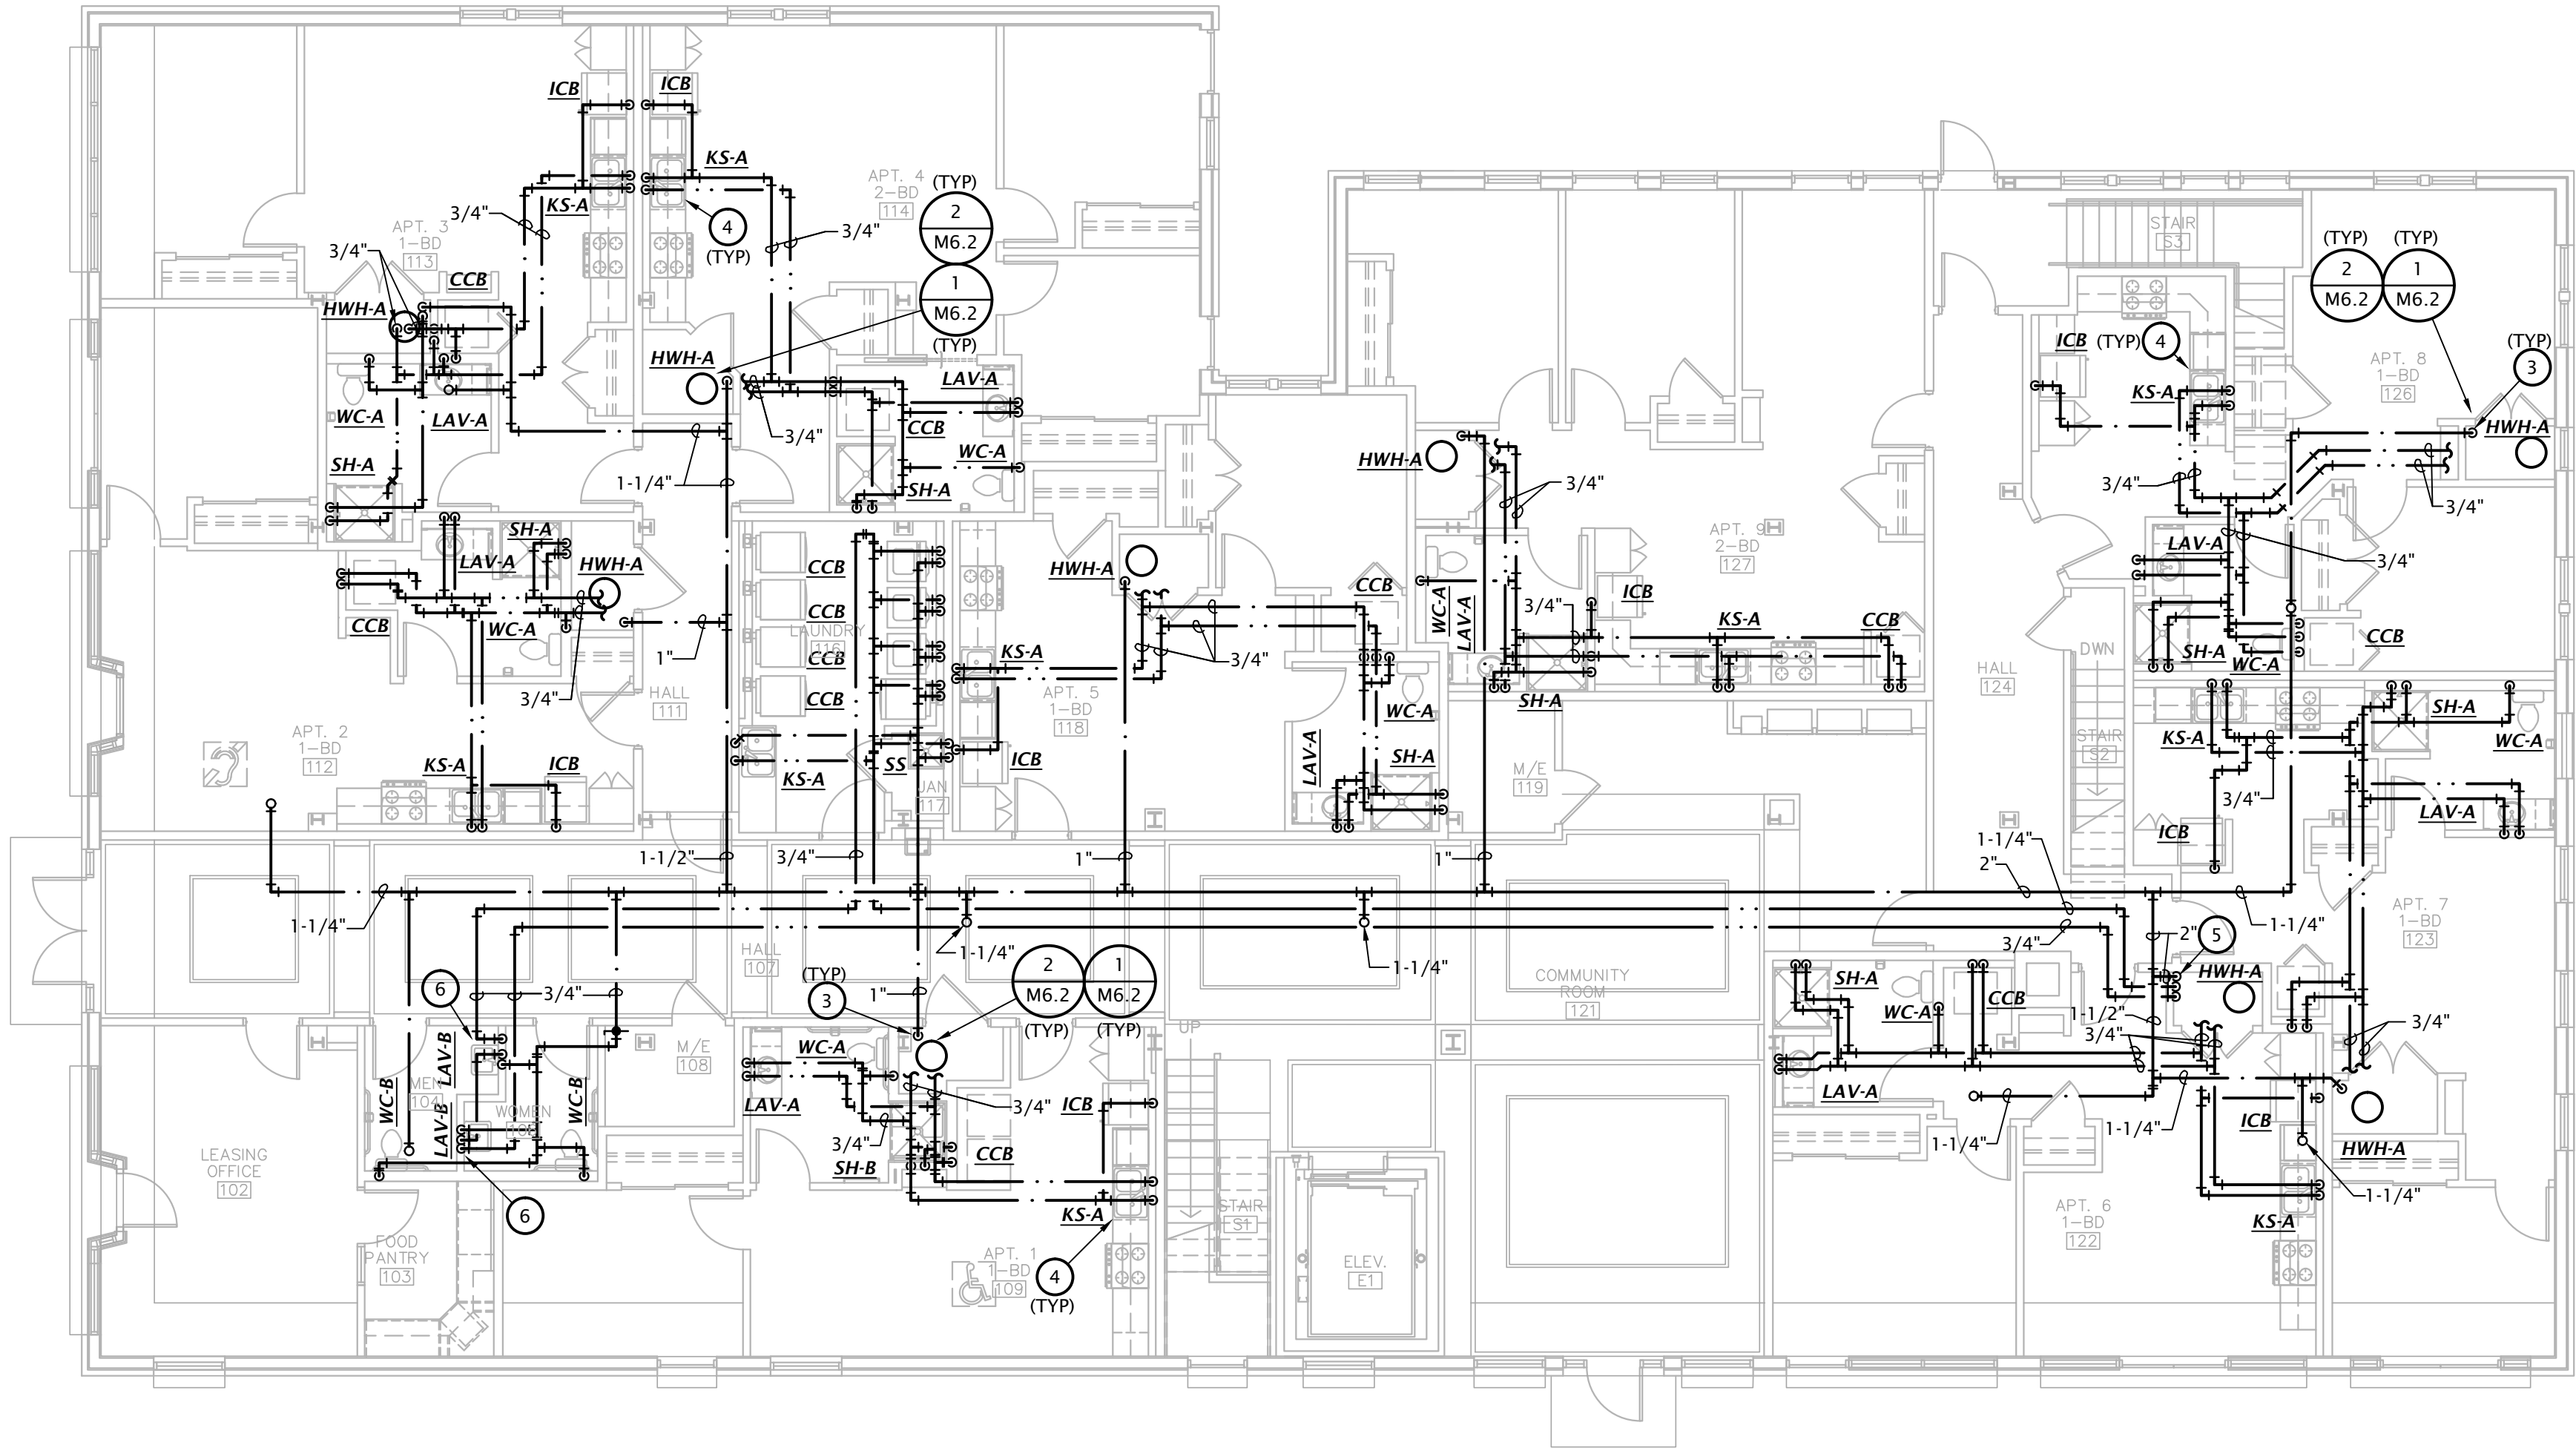 ICB
ICB
KS-A
KS-A
3/4"
3/4"
APT. 3
1-BD
113
CCB
HWH-A
WC-A
LAV-A
SH-A
4
(TYP)
3/4"
APT. 4
2-BD
114
(TYP)
2
M6.2
1
M6.2
(TYP)
HWH-A
LAV-A
3/4"
CCB
WC-A
SH-A
1-1/4"
SH-A
LAV-A
HWH-A
CCB
WC-A
1"
3/4"
HALL
111
APT. 2
1-BD
112
KS-A
ICB
CCB
CCB
LAUNDRY
116
CCB
CCB
KS-A
SS
JAN
117
HWH-A
KS-A
APT. 5
1-BD
118
ICB
3/4"
CCB
WC-A
LAV-A
SH-A
HWH-A
3/4"
WC-A
LAV-A
3/4"
ICB
APT. 9
2-BD
127
KS-A
CCB
SH-A
M/E
119
STAIR
S3
(TYP)
(TYP)
2
M6.2
1
M6.2
(TYP)
3
ICB
(TYP)
4
APT. 8
1-BD
126
KS-A
HWH-A
3/4"
3/4"
LAV-A
3/4"
SH-A
WC-A
CCB
HALL
124
DWN
STAIR
S2
KS-A
SH-A
WC-A
3/4"
LAV-A
ICB
1-1/2"
3/4"
1"
1"
1-1/4"
2"
1-1/4"
1-1/4"
1-1/4"
1-1/4"
3/4"
2"
5
APT. 7
1-BD
123
HALL
107
(TYP)
3
1"
2
M6.2
1
M6.2
(TYP)
(TYP)
COMMUNITY
ROOM
121
6
3/4"
LAV-B
WC-B
MEN
104
LAV-B
WOMEN
WC-B
M/E
108
6
LEASING
OFFICE
102
FOOD
PANTRY
103
WC-A
LAV-A
3/4"
3/4"
SH-B
CCB
ICB
KS-A
APT. 1
1-BD
109
4
(TYP)
UP
STAIR
S1
ELEV.
E1
SH-A
WC-A
CCB
HWH-A
1-1/2"
3/4"
3/4"
LAV-A
1-1/4"
1-1/4"
ICB
HWH-A
1-1/4"
KS-A
APT. 6
1-BD
122